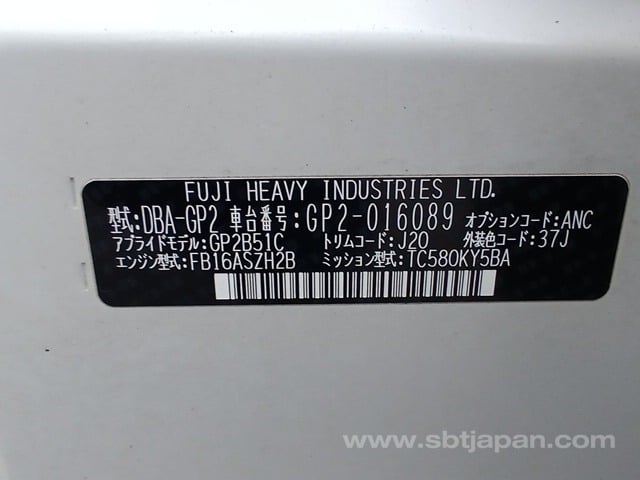 FUJI HEAVY INDUSTRIES LTD.
型式:DBA-GP2 車台番号:GP2-016089 オプションコード:ANC
アプライドモデル:GP2B51C トリムコード:J20 外装色コード:37J
エンジン型式:FB16ASZH2B ミッション型式:TC580KY5BA
www.sbtjapan.com